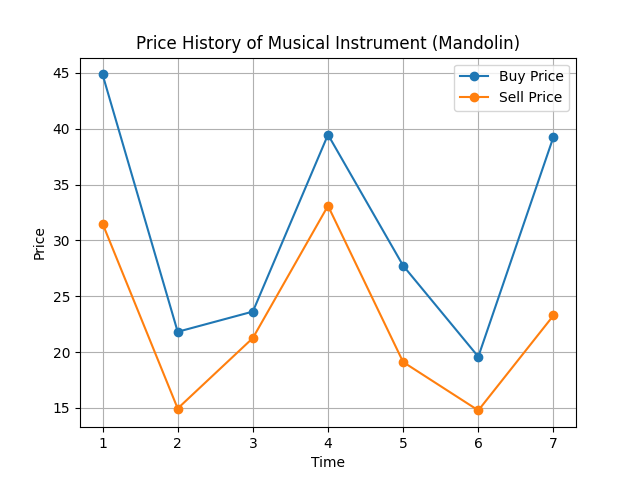 Price History of Musical Instrument (Mandolin)
Buy Price
Sell Price
45
40
35
30
25
20
15
Price
1 2 3 4 5 6 7
Time